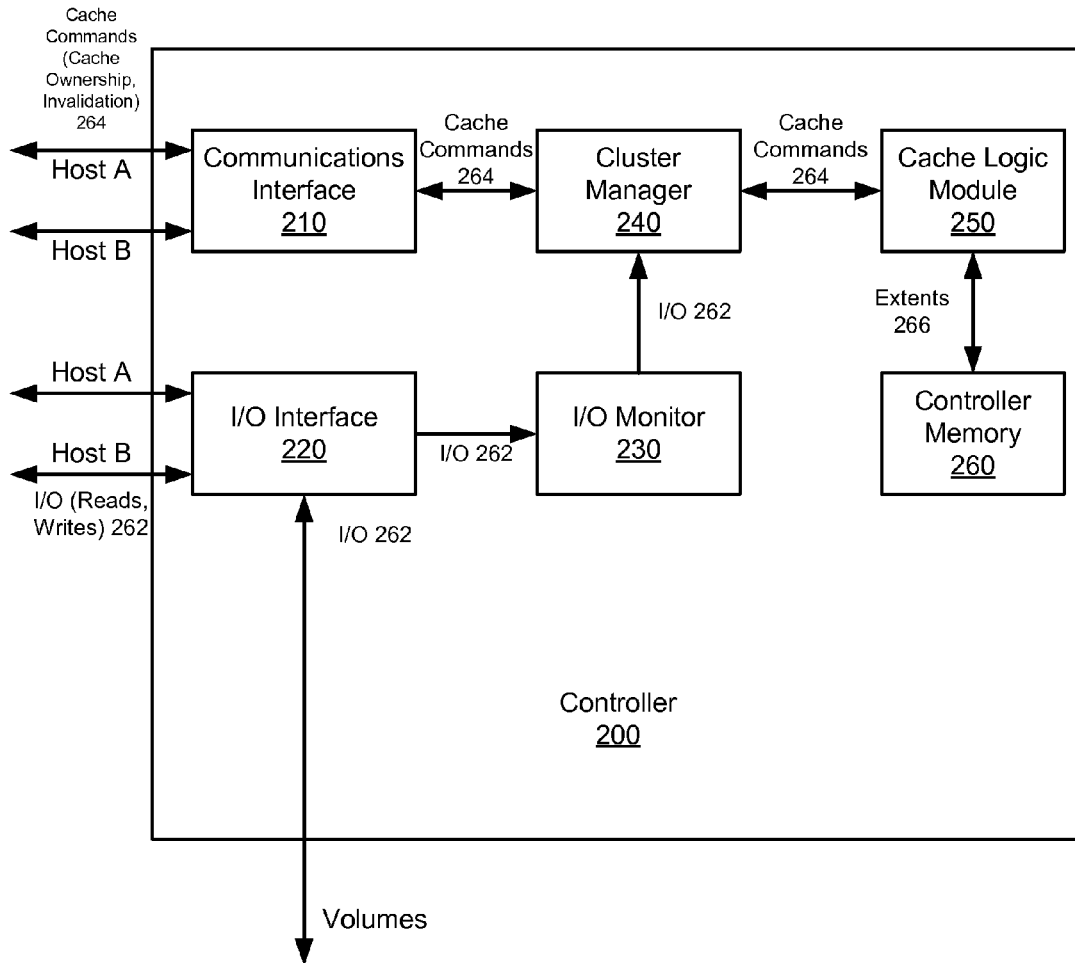 Cache
Commands
(Cache
Ownership,
Invalidation)
264
Host A
Host B
Communications
Interface
210
Cache
Commands
264
Cluster
Manager
240
Cache
Commands
264
Cache Logic
Module
250
I/O 262
Extents
266
Host A
Host B
I/O (Reads,
Writes) 262
I/O Interface
220
I/O 262
I/O Monitor
230
Controller
Memory
260
I/O 262
Controller
200
Volumes